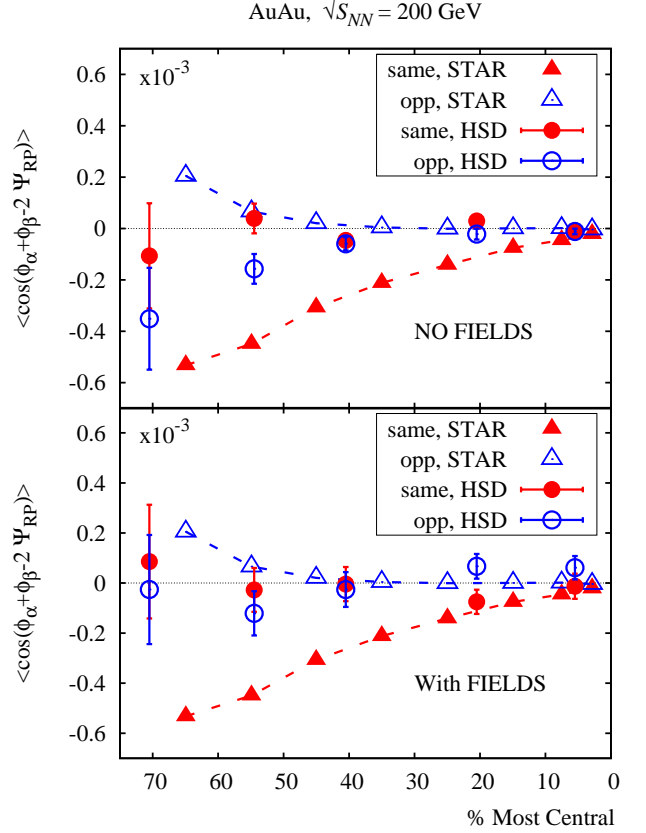 AuAu, √S_NN = 200 GeV
x10⁻³
same, STAR
opp, STAR
same, HSD
opp, HSD
0.6
0.4
0.2
0
-0.2
-0.4
-0.6
<cos(ϕ_α+ϕ_β-2 Ψ_RP)>
NO FIELDS
x10⁻³
same, STAR
opp, STAR
same, HSD
opp, HSD
0.6
0.4
0.2
0
-0.2
-0.4
-0.6
<cos(ϕ_α+ϕ_β-2 Ψ_RP)>
With FIELDS
70 60 50 40 30 20 10 0
% Most Central